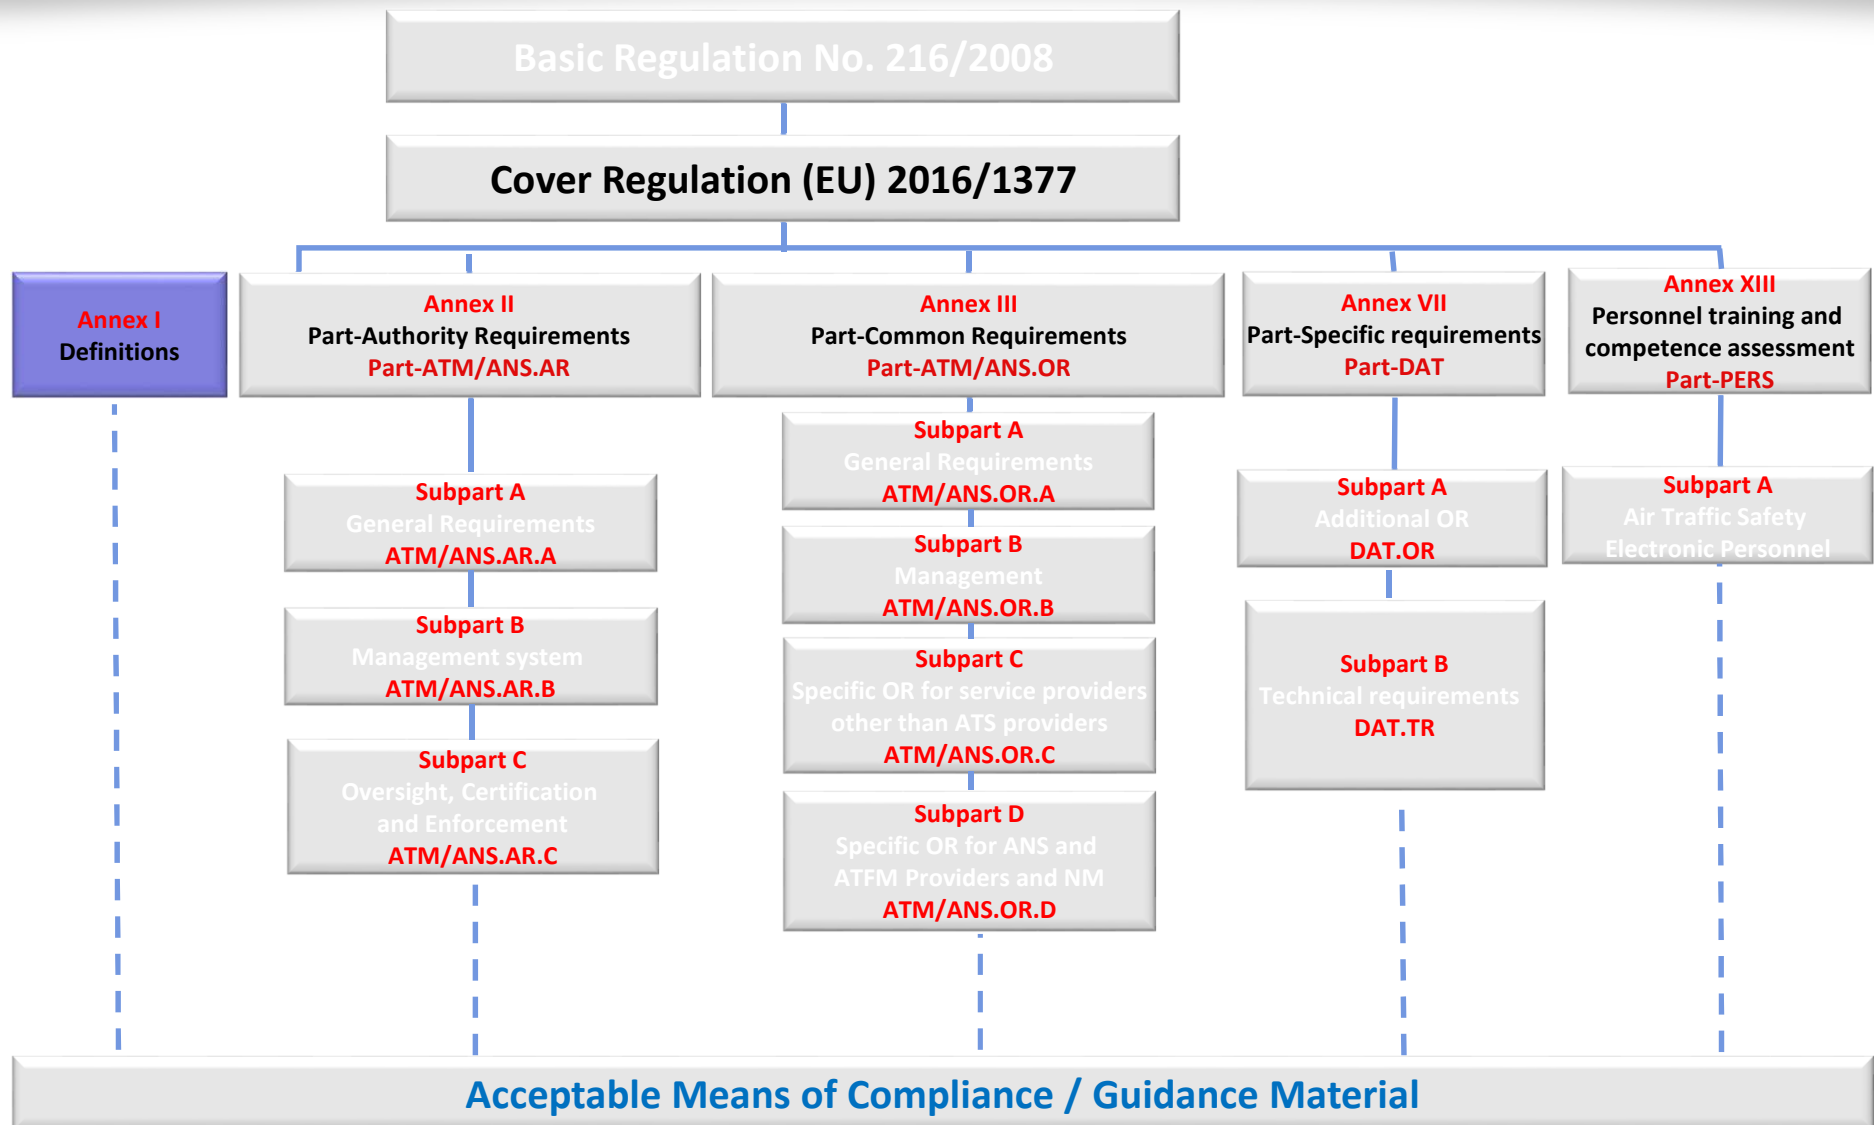 Basic Regulation No. 216/2008
Cover Regulation (EU) 2016/1377
Annex I
Definitions
Annex II
Part-Authority Requirements
Part-ATM/ANS.AR
Annex III
Part-Common Requirements
Part-ATM/ANS.OR
Annex VII
Part-Specific requirements
Part-DAT
Annex XIII
Personnel training and
competence assessment
Part-PERS
Subpart A
General Requirements
ATM/ANS.AR.A
Subpart B
Management system
ATM/ANS.AR.B
Subpart C
Oversight, Certification
and Enforcement
ATM/ANS.AR.C
Subpart A
General Requirements
ATM/ANS.OR.A
Subpart B
Management
ATM/ANS.OR.B
Subpart C
Specific OR for service providers
other than ATS providers
ATM/ANS.OR.C
Subpart D
Specific OR for ANS and
ATFM Providers and NM
ATM/ANS.OR.D
Subpart A
Additional OR
DAT.OR
Subpart B
Technical requirements
DAT.TR
Subpart A
Air Traffic Safety
Electronic Personnel
Acceptable Means of Compliance / Guidance Material